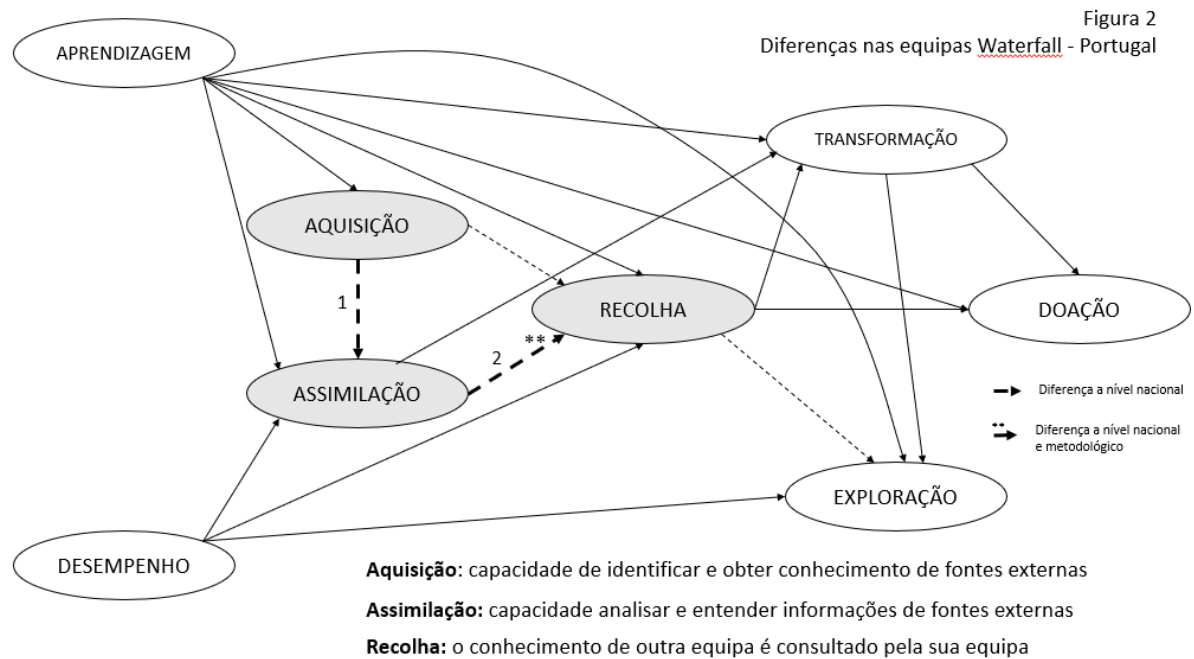 Figura 2
Diferenças nas equipas Waterfall - Portugal
APRENDIZAGEM
TRANSFORMAÇÃO
AQUISIÇÃO
1
RECOLHA
DOAÇÃO
2
**
ASSIMILAÇÃO
Diferença a nível nacional
**
Diferença a nível nacional
e metodológico
EXPLORAÇÃO
DESEMPENHO
Aquisição: capacidade de identificar e obter conhecimento de fontes externas
Assimilação: capacidade analisar e entender informações de fontes externas
Recolha: o conhecimento de outra equipa é consultado pela sua equipa